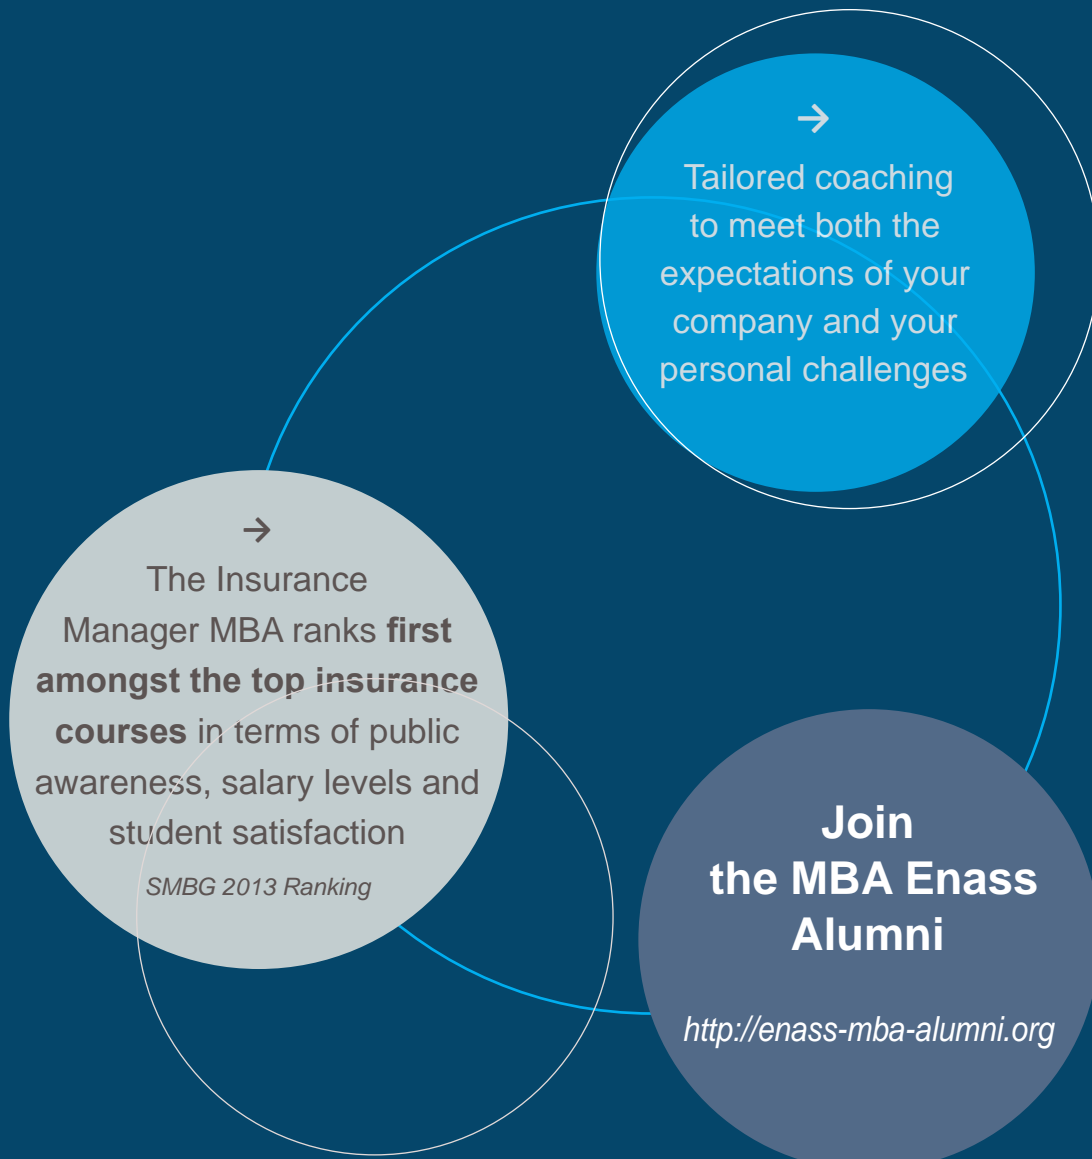 →
Tailored coaching
to meet both the
expectations of your
company and your
personal challenges
→
The Insurance
Manager MBA ranks first
amongst the top insurance
courses in terms of public
awareness, salary levels and
student satisfaction
SMBG 2013 Ranking
Join
the MBA Enass
Alumni
http://enass-mba-alumni.org